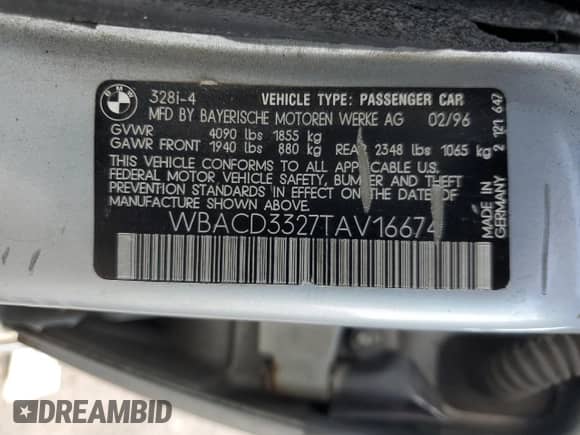 BMW
328i-4 VEHICLE TYPE: PASSENGER CAR
MFD BY BAYERISCHE MOTOREN WERKE AG 02/96
GVWR 4090 lbs 1855 kg
GAWR FRONT 1940 lbs 880 kg REAR 2348 lbs 1065 kg
THIS VEHICLE CONFORMS TO ALL APPLICABLE U.S.
FEDERAL MOTOR VEHICLE SAFETY, BUMPER AND THEFT
PREVENTION STANDARDS IN EFFECT ON THE DATE OF
MANUFACTURE SHOWN ABOVE.
WBACD3327TAV16674
MADE IN
GERMANY
2 121 647
DREAMBID